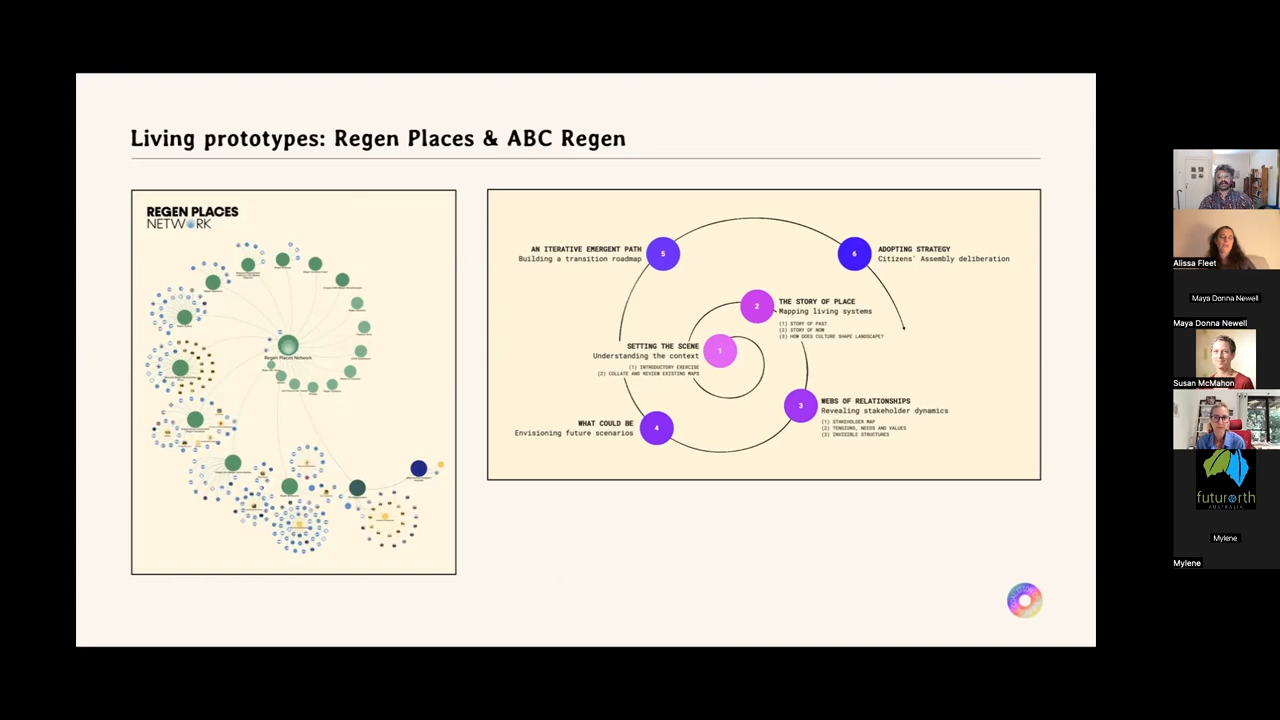 Living prototypes: Regen Places & ABC Regen
REGEN PLACES
NETWORK
Regen Places Network
5
AN ITERATIVE EMERGENT PATH
Building a transition roadmap
6
ADOPTING STRATEGY
Citizens' Assembly deliberation
2
THE STORY OF PLACE
Mapping living systems
(1) STORY OF PAST
(2) STORY OF NOW
(3) HOW DOES CULTURE SHAPE LANDSCAPE?
1
SETTING THE SCENE
Understanding the context
(1) INTRODUCTORY EXERCISE
(2) COLLATE AND REVIEW EXISTING MAPS
3
WEBS OF RELATIONSHIPS
Revealing stakeholder dynamics
(1) STAKEHOLDER MAP
(2) TENSIONS, NEEDS AND VALUES
(3) INVISIBLE STRUCTURES
4
WHAT COULD BE
Envisioning future scenarios
Alissa Fleet
Maya Donna Newell
Maya Donna Newell
Susan McMahon
futurorth
AUSTRALIA
Mylene
Mylene